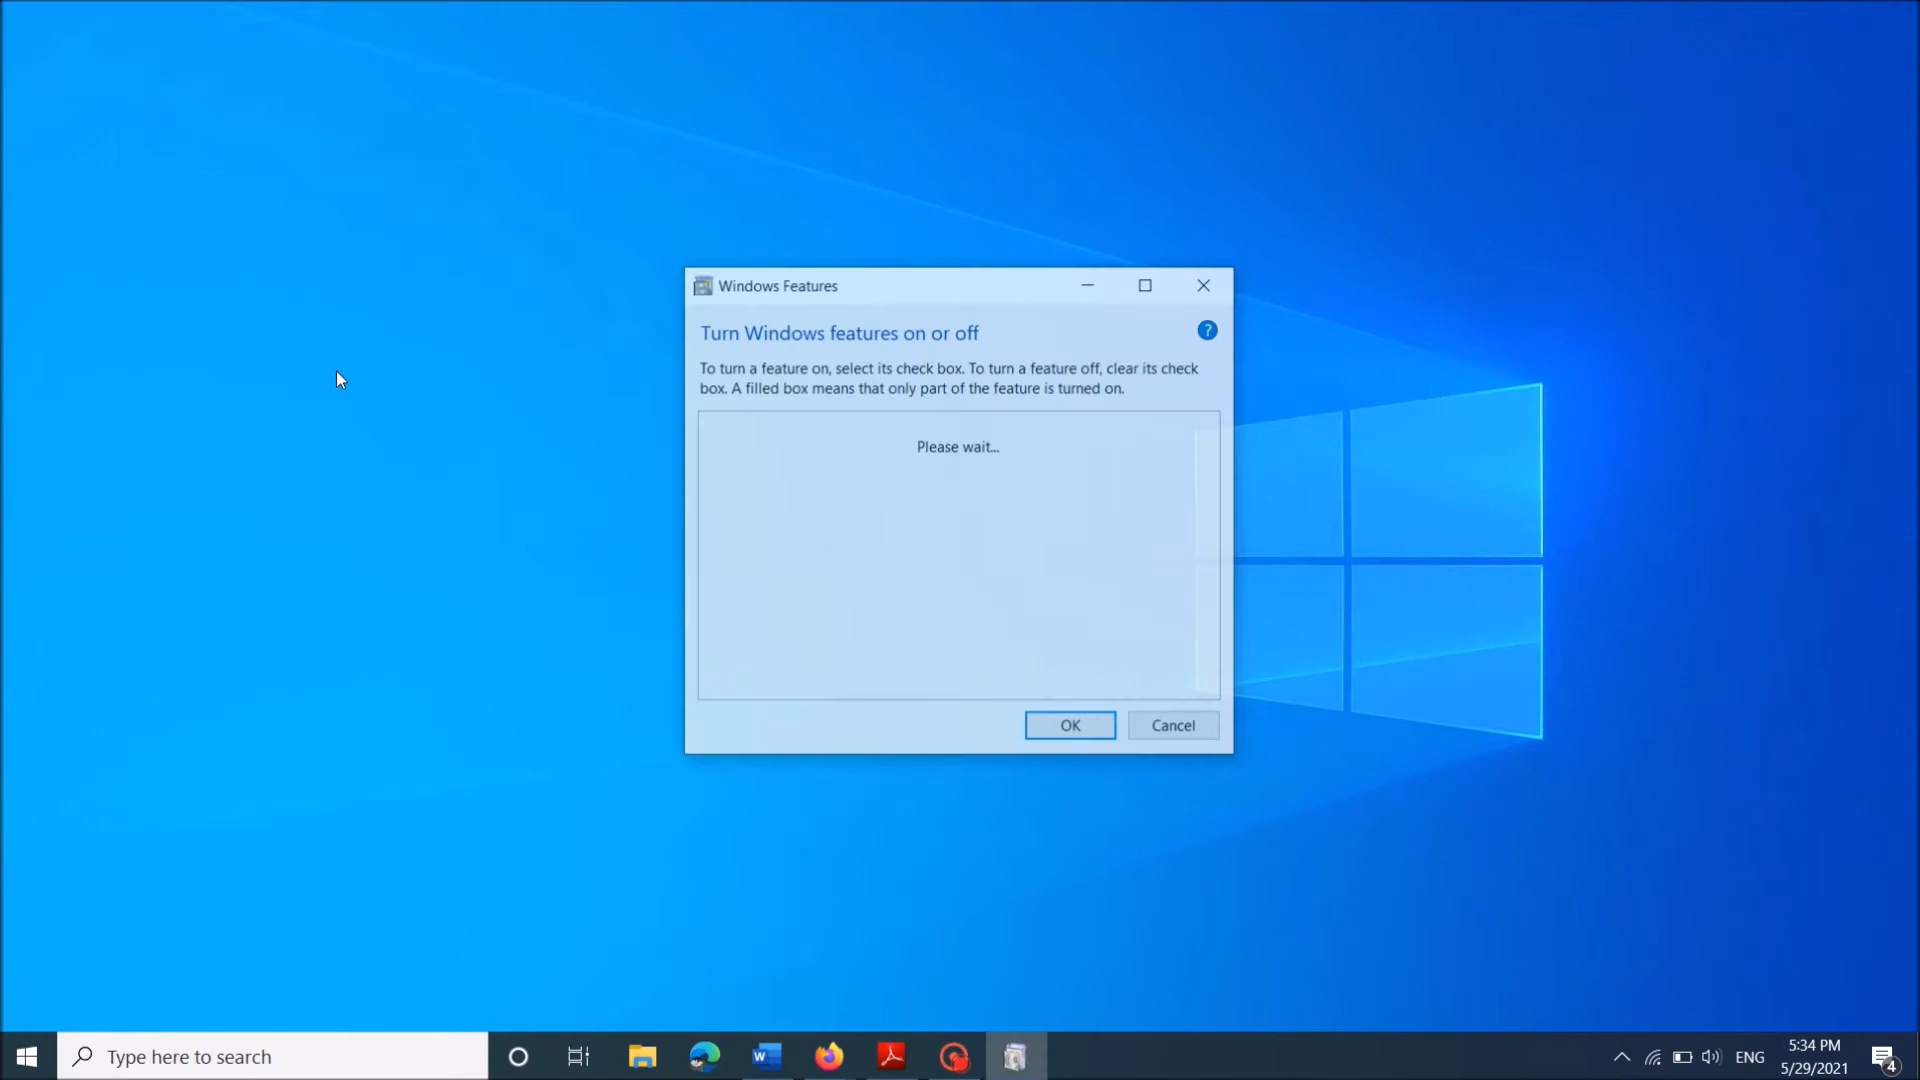 Windows Features
Turn Windows features on or off
?
To turn a feature on, select its check box. To turn a feature off, clear its check
box. A filled box means that only part of the feature is turned on.
Please wait...
OK
Cancel
Type here to search
W
ENG
5:34 PM
5/29/2021
4